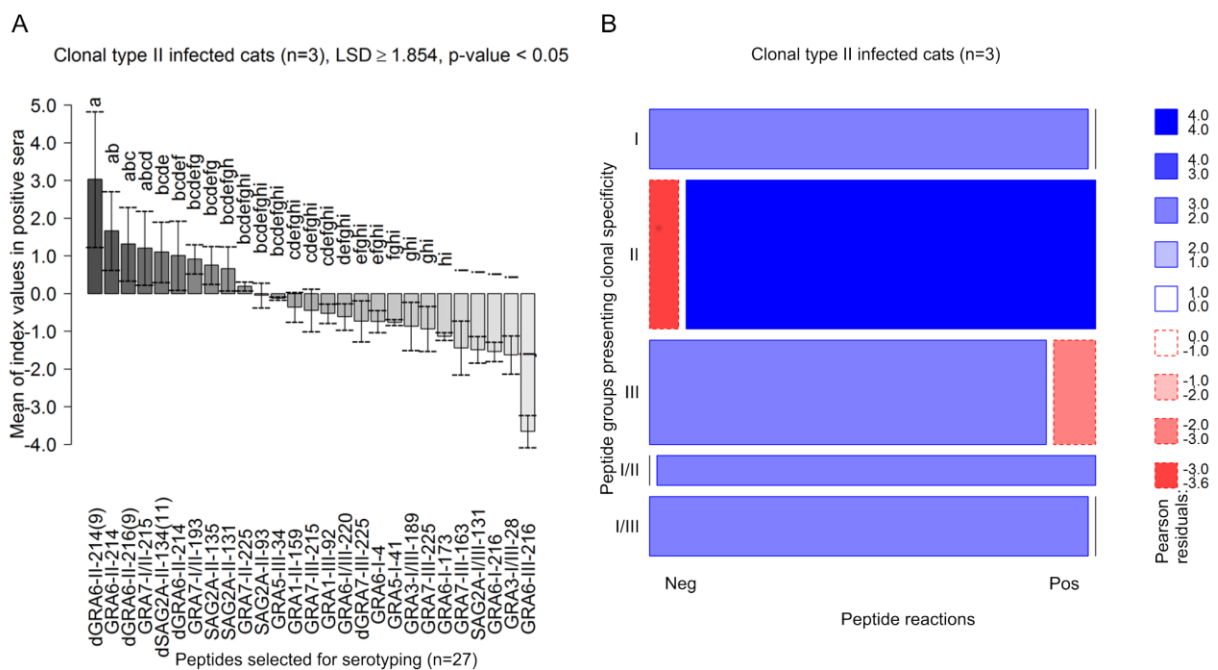 A
Clonal type II infected cats (n=3), LSD ≥ 1.854, p-value < 0.05
Mean of index values in positive sera
5.0
4.0
3.0
2.0
1.0
0.0
-1.0
-2.0
-3.0
-4.0
a
ab
abc
abcd
bcde
bcdef
bcdefg
bcdefg
bcdefgh
bcdefghi
bcdefghi
bcdefghi
cdefghi
cdefghi
cdefghi
defghi
efghi
efghi
fghi
ghi
ghi
hi
i
i
i
i
dGRA6-II-214(9)
GRA6-II-214
dGRA6-II-216(9)
GRA7-I/II-215
dSAG2A-II-134(11)
dGRA6-II-214
GRA7-I/II-193
SAG2A-II-135
SAG2A-II-131
GRA7-II-225
SAG2A-II-93
GRA5-III-34
GRA1-II-159
GRA7-III-215
GRA1-III-92
GRA6-I/III-220
dGRA7-III-225
GRA6-I-4
GRA5-I-41
GRA3-I/III-189
GRA7-III-225
GRA6-I-173
GRA7-III-163
SAG2A-I/III-131
GRA6-I-216
GRA3-I/III-28
GRA6-III-216
Peptides selected for serotyping (n=27)
B
Clonal type II infected cats (n=3)
Peptide groups presenting clonal specificity
I
II
III
I/II
I/III
Neg
Pos
Peptide reactions
4.0
4.0
4.0
3.0
3.0
2.0
2.0
1.0
1.0
0.0
0.0
-1.0
-1.0
-2.0
-2.0
-3.0
-3.0
-3.6
Pearson
residuals: